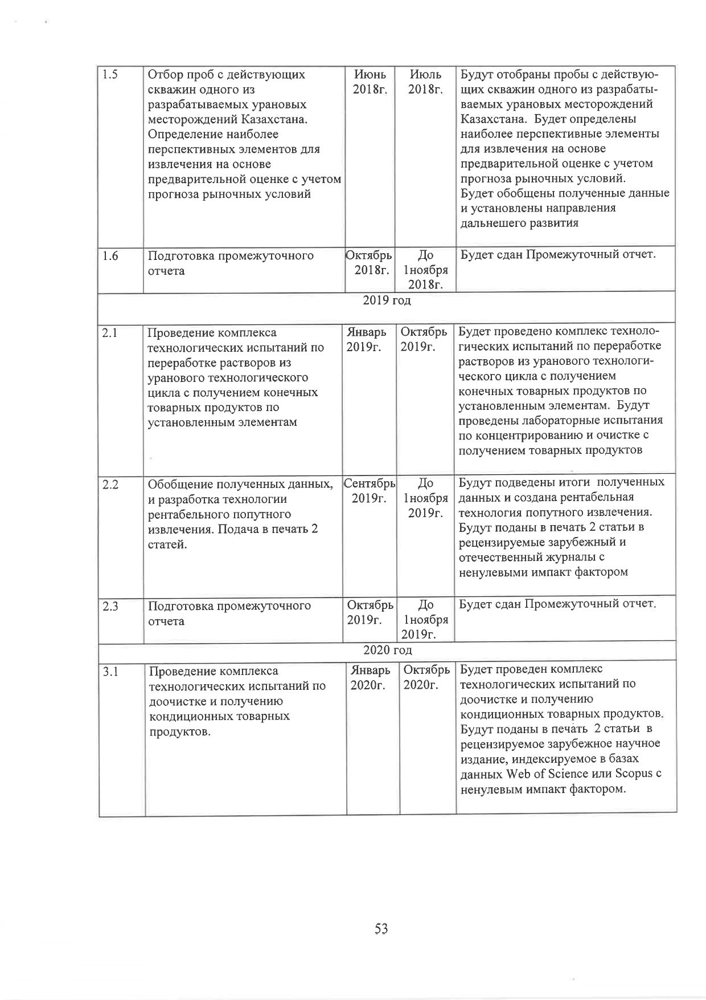 1.5
Отбор проб с действующих
скважин одного из
разрабатываемых урановых
месторождений Казахстана.
Определение наиболее
перспективных элементов для
извлечения на основе
предварительной оценке с учетом
прогноза рыночных условий
Июнь
2018г.
Июль
2018г.
Будут отобраны пробы с действую-
щих скважин одного из разрабаты-
ваемых урановых месторождений
Казахстана. Будет определены
наиболее перспективные элементы
для извлечения на основе
предварительной оценке с учетом
прогноза рыночных условий.
Будет обобщены полученные данные
и установлены направления
дальнешего развития
1.6
Подготовка промежуточного
отчета
Октябрь
2018г.
До
1ноября
2018г.
Будет сдан Промежуточный отчет.
2019 год
2.1
Проведение комплекса
технологических испытаний по
переработке растворов из
уранового технологического
цикла с получением конечных
товарных продуктов по
установленным элементам
Январь
2019г.
Октябрь
2019г.
Будет проведено комплекс техноло-
гических испытаний по переработке
растворов из уранового технологи-
ческого цикла с получением
конечных товарных продуктов по
установленным элементам. Будут
проведены лабораторные испытания
по концентрированию и очистке с
получением товарных продуктов
2.2
Обобщение полученных данных,
и разработка технологии
рентабельного попутного
извлечения. Подача в печать 2
статей.
Сентябрь
2019г.
До
1ноября
2019г.
Будут подведены итоги полученных
данных и создана рентабельная
технология попутного извлечения.
Будут поданы в печать 2 статьи в
рецензируемые зарубежный и
отечественный журналы с
ненулевыми импакт фактором
2.3
Подготовка промежуточного
отчета
Октябрь
2019г.
До
1ноября
2019г.
Будет сдан Промежуточный отчет.
2020 год
3.1
Проведение комплекса
технологических испытаний по
доочистке и получению
кондиционных товарных
продуктов.
Январь
2020г.
Октябрь
2020г.
Будет проведен комплекс
технологических испытаний по
доочистке и получению
кондиционных товарных продуктов.
Будут поданы в печать 2 статьи в
рецензируемое зарубежное научное
издание, индексируемое в базах
данных Web of Science или Scopus с
ненулевым импакт фактором.
53